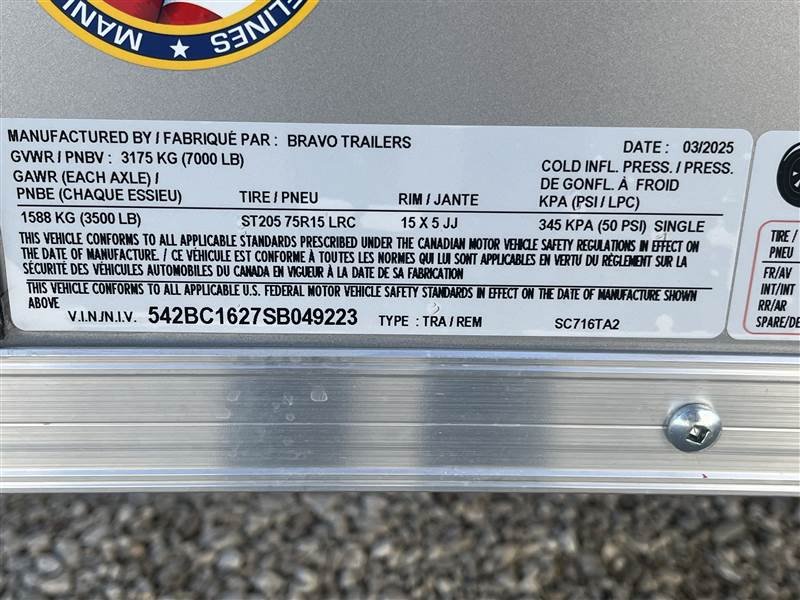 MANU
ELINES
MANUFACTURED BY / FABRIQUÉ PAR : BRAVO TRAILERS
DATE : 03/2025
GVWR / PNBV : 3175 KG (7000 LB)
GAWR (EACH AXLE) /
PNBE (CHAQUE ESSIEU)
TIRE / PNEU
RIM / JANTE
COLD INFL. PRESS. / PRESS.
DE GONFL. À FROID
KPA (PSI / LPC)
1588 KG (3500 LB) ST205 75R15 LRC 15 X 5 JJ 345 KPA (50 PSI) SINGLE
THIS VEHICLE CONFORMS TO ALL APPLICABLE STANDARDS PRESCRIBED UNDER THE CANADIAN MOTOR VEHICLE SAFETY REGULATIONS IN EFFECT ON
THE DATE OF MANUFACTURE. / CE VÉHICULE EST CONFORME À TOUTES LES NORMES QUI LUI SONT APPLICABLES EN VERTU DU RÈGLEMENT SUR LA
SÉCURITÉ DES VÉHICULES AUTOMOBILES DU CANADA EN VIGUEUR À LA DATE DE SA FABRICATION
THIS VEHICLE CONFORMS TO ALL APPLICABLE U.S. FEDERAL MOTOR VEHICLE SAFETY STANDARDS IN EFFECT ON THE DATE OF MANUFACTURE SHOWN
ABOVE
V.I.N./N.I.V. 542BC1627SB049223 TYPE : TRA / REM SC716TA2
TIRE /
PNEU
FR/AV
INT/INT
RR/AR
SPARE/DE